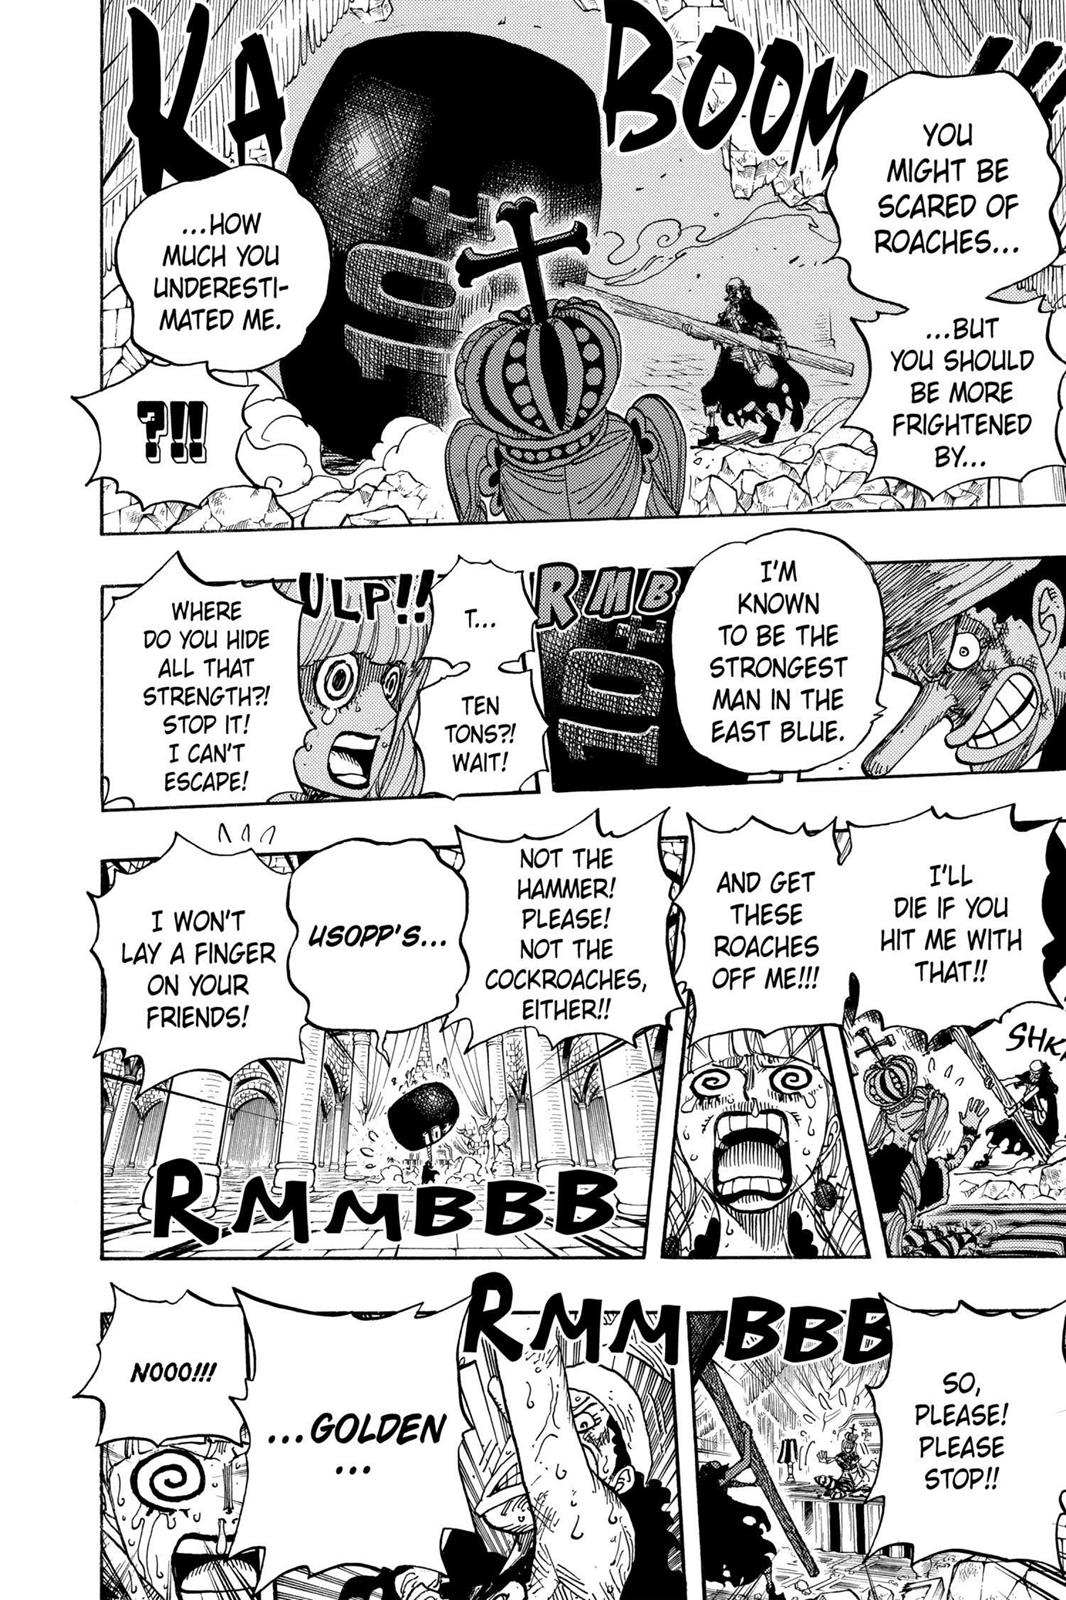 KA BOOM!!
YOU
MIGHT BE
SCARED OF
ROACHES...
...BUT
YOU SHOULD
BE MORE
FRIGHTENED
BY...
...HOW
MUCH YOU
UNDERESTI-
MATED ME.
10t
?!!
I'M
KNOWN
TO BE THE
STRONGEST
MAN IN THE
EAST BLUE.
RMB
10t
T...
TEN
TONS?!
WAIT!
ULP!!
WHERE
DO YOU HIDE
ALL THAT
STRENGTH?!
STOP IT!
I CAN'T
ESCAPE!
I'LL
DIE IF YOU
HIT ME WITH
THAT!!
AND GET
THESE
ROACHES
OFF ME!!!
NOT THE
HAMMER!
PLEASE!
NOT THE
COCKROACHES,
EITHER!!
USOPP'S...
I WON'T
LAY A FINGER
ON YOUR
FRIENDS!
10
RMMBBB
SO,
PLEASE!
PLEASE
STOP!!
RMMBBB
...GOLDEN
...
NOOO!!!